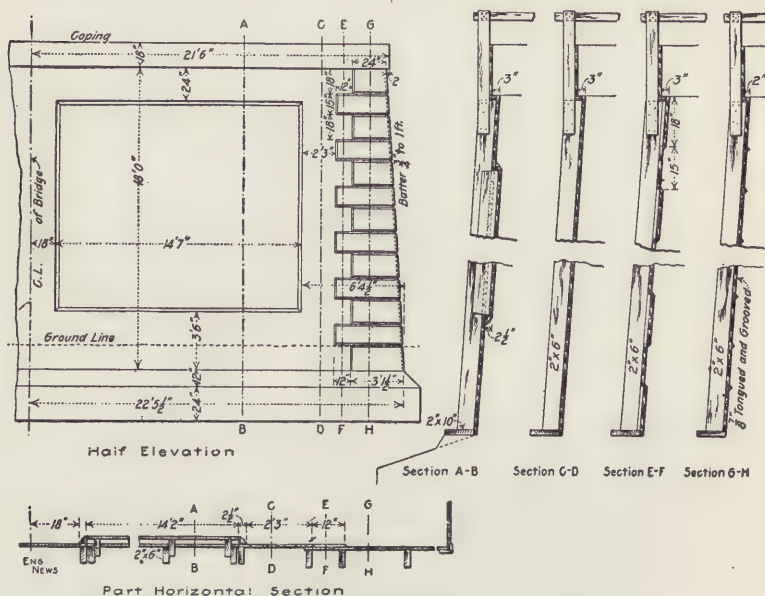 Coping
18"
21'6"
24"
2"
24"
18"
15"
18"
12"
2'3"
Batter 3/4" to 1 ft.
18'0"
C.L. of Bridge
18"
14'7"
6'4½"
Ground Line
3'6"
12"
24"
12"
3'1½"
22'5½"
A
C
E
G
B
D
F
H
Half Elevation
3"
3"
18"
15"
2"
2½"
2"x6"
2"x6"
2"x6"
7/8" Tongued and Grooved
2"x10"
Section A-B
Section C-D
Section E-F
Section G-H
18"
14'2"
2½"
2'3"
12"
A
C
E
G
2"x6"
B
D
F
H
ENG
NEWS
Part Horizontal Section